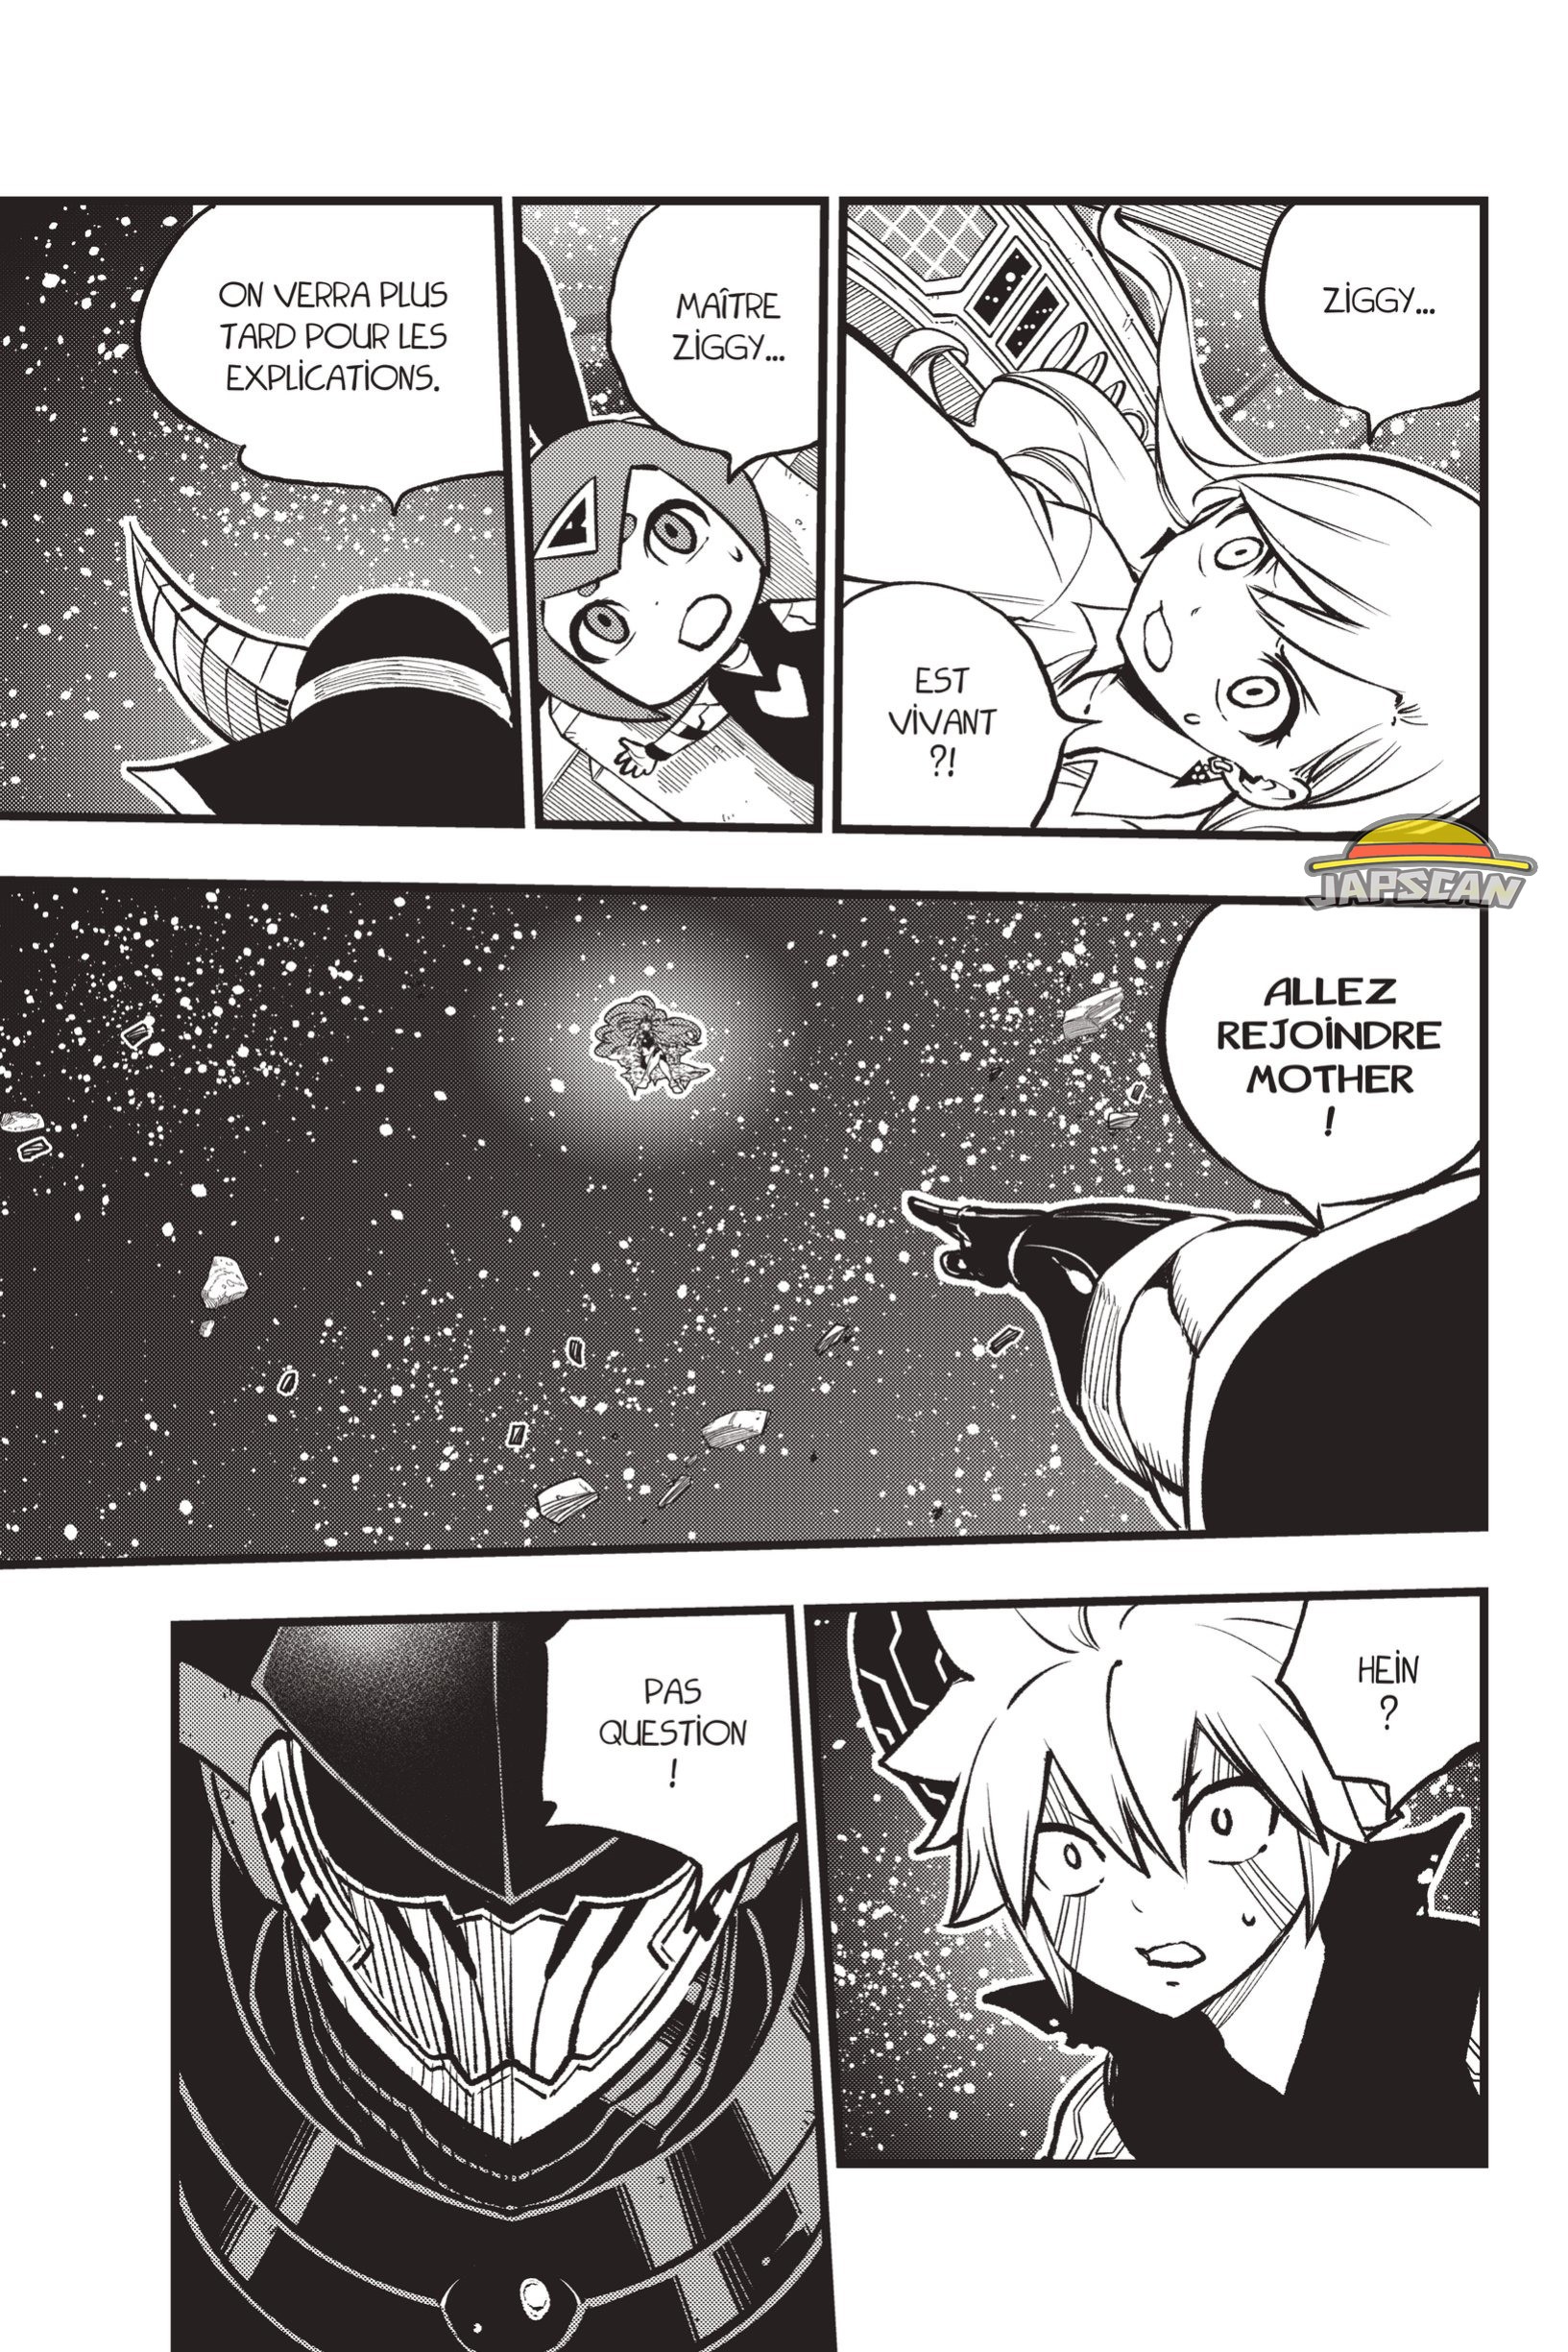 ZIGGY...
EST
VIVANT
?!
MAÎTRE
ZIGGY...
ON VERRA PLUS
TARD POUR LES
EXPLICATIONS.
JAPSCAN
ALLEZ
REJOINDRE
MOTHER
!
HEIN
?
PAS
QUESTION
!